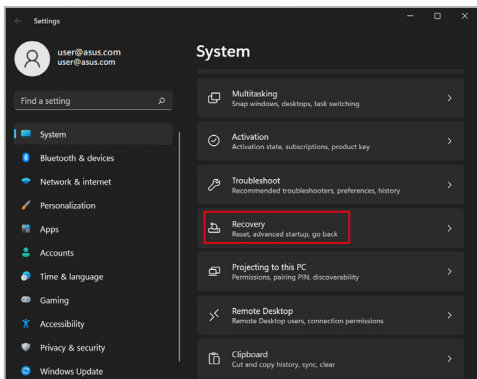 Settings
user@asus.com
user@asus.com
Find a setting
System
Bluetooth & devices
Network & internet
Personalization
Apps
Accounts
Time & language
Gaming
Accessibility
Privacy & security
Windows Update
System
Multitasking
Snap windows, desktops, task switching
Activation
Activation state, subscriptions, product key
Troubleshoot
Recommended troubleshooters, preferences, history
Recovery
Reset, advanced startup, go back
Projecting to this PC
Permissions, pairing PIN, discoverability
Remote Desktop
Remote Desktop users, connection permissions
Clipboard
Cut and copy history, sync, clear